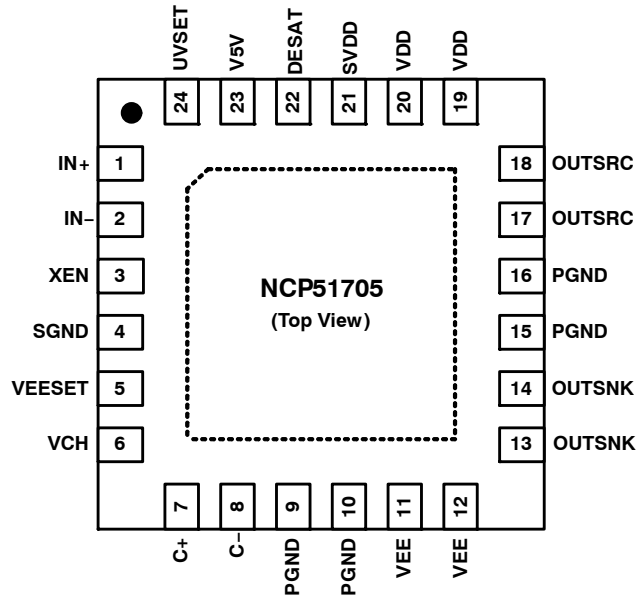 UVSET
V5V
DESAT
SVDD
VDD
VDD
24
23
22
21
20
19
IN+ 1
18 OUTSRC
IN− 2
17 OUTSRC
XEN 3
16 PGND
SGND 4
15 PGND
VEESET 5
14 OUTSNK
VCH 6
13 OUTSNK
NCP51705
(Top View)
7
8
9
10
11
12
C+
C−
PGND
PGND
VEE
VEE